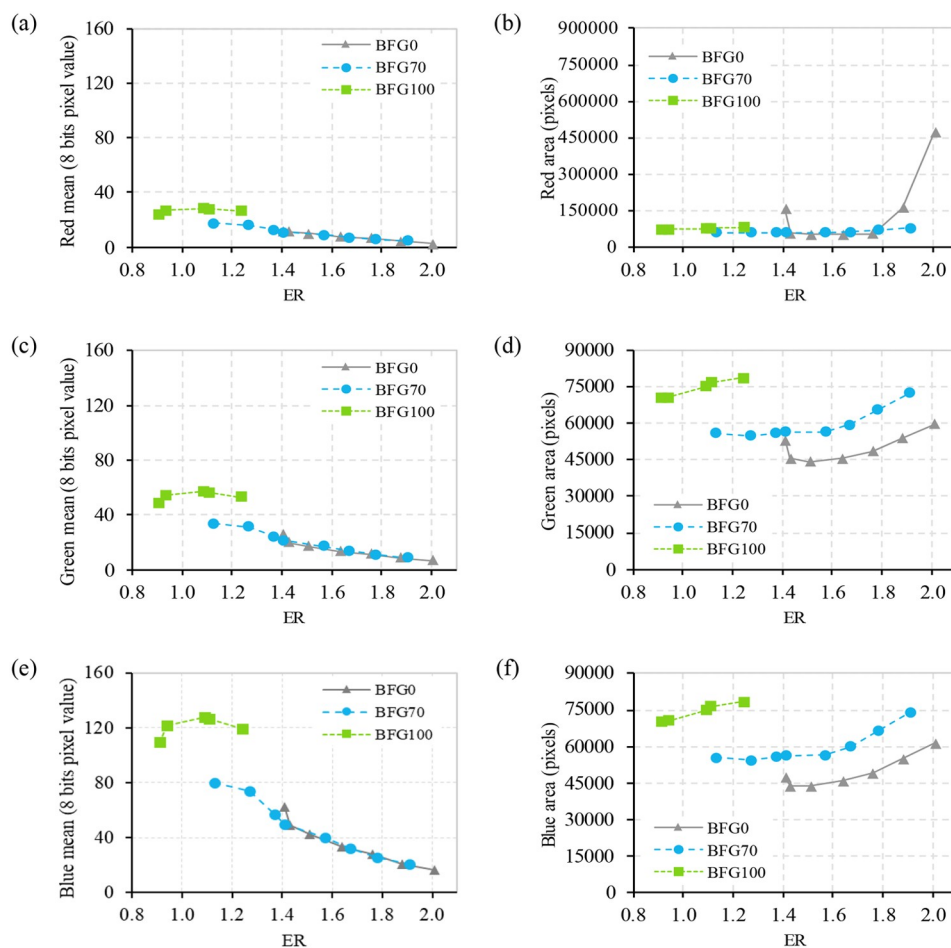 (a)
160
120
80
40
0
Red mean (8 bits pixel value)
BFG0
BFG70
BFG100
0.8 1.0 1.2 1.4 1.6 1.8 2.0
ER
(b)
900000
750000
600000
450000
300000
150000
0
Red area (pixels)
BFG0
BFG70
BFG100
0.8 1.0 1.2 1.4 1.6 1.8 2.0
ER
(c)
160
120
80
40
0
Green mean (8 bits pixel value)
BFG0
BFG70
BFG100
0.8 1.0 1.2 1.4 1.6 1.8 2.0
ER
(d)
90000
75000
60000
45000
30000
15000
0
Green area (pixels)
BFG0
BFG70
BFG100
0.8 1.0 1.2 1.4 1.6 1.8 2.0
ER
(e)
160
120
80
40
0
Blue mean (8 bits pixel value)
BFG0
BFG70
BFG100
0.8 1.0 1.2 1.4 1.6 1.8 2.0
ER
(f)
90000
75000
60000
45000
30000
15000
0
Blue area (pixels)
BFG0
BFG70
BFG100
0.8 1.0 1.2 1.4 1.6 1.8 2.0
ER